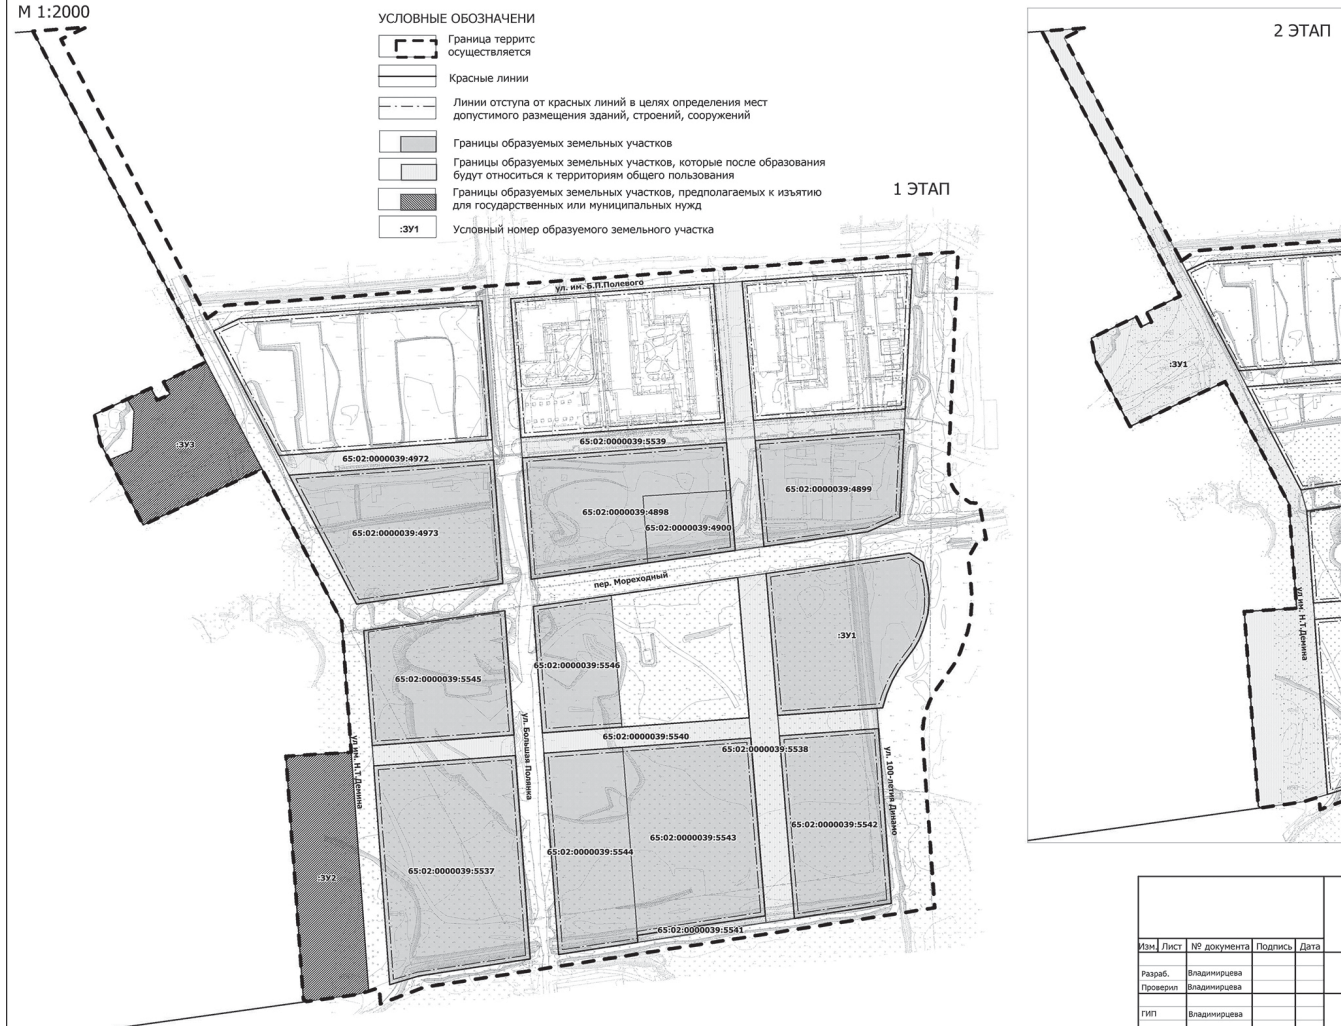 М 1:2000
УСЛОВНЫЕ ОБОЗНАЧЕНИ
Граница территс
осуществляется
Красные линии
Линии отступа от красных линий в целях определения мест
допустимого размещения зданий, строений, сооружений
Границы образуемых земельных участков
Границы образуемых земельных участков, которые после образования
будут относиться к территориям общего пользования
Границы образуемых земельных участков, предполагаемых к изъятию
для государственных или муниципальных нужд
:ЗУ1
Условный номер образуемого земельного участка
1 ЭТАП
ул. им. Б.П.Полевого
65:02:0000039:5539
:ЗУ3
65:02:0000039:4972
65:02:0000039:4899
65:02:0000039:4898
65:02:0000039:4900
65:02:0000039:4973
пер. Мореходный
:ЗУ1
65:02:0000039:5546
65:02:0000039:5545
65:02:0000039:5540
65:02:0000039:5538
ул им. Н.Т.Демина
ул. Большая Полянка
ул. 100-летия Динамо
65:02:0000039:5542
65:02:0000039:5543
65:02:0000039:5544
65:02:0000039:5537
:ЗУ2
65:02:0000039:5541
2 ЭТАП
:ЗУ1
ул им. Н.Т.Демина
Изм. Лист № документа Подпись Дата
Разраб. Владимирцева
Проверил Владимирцева
ГИП Владимирцева